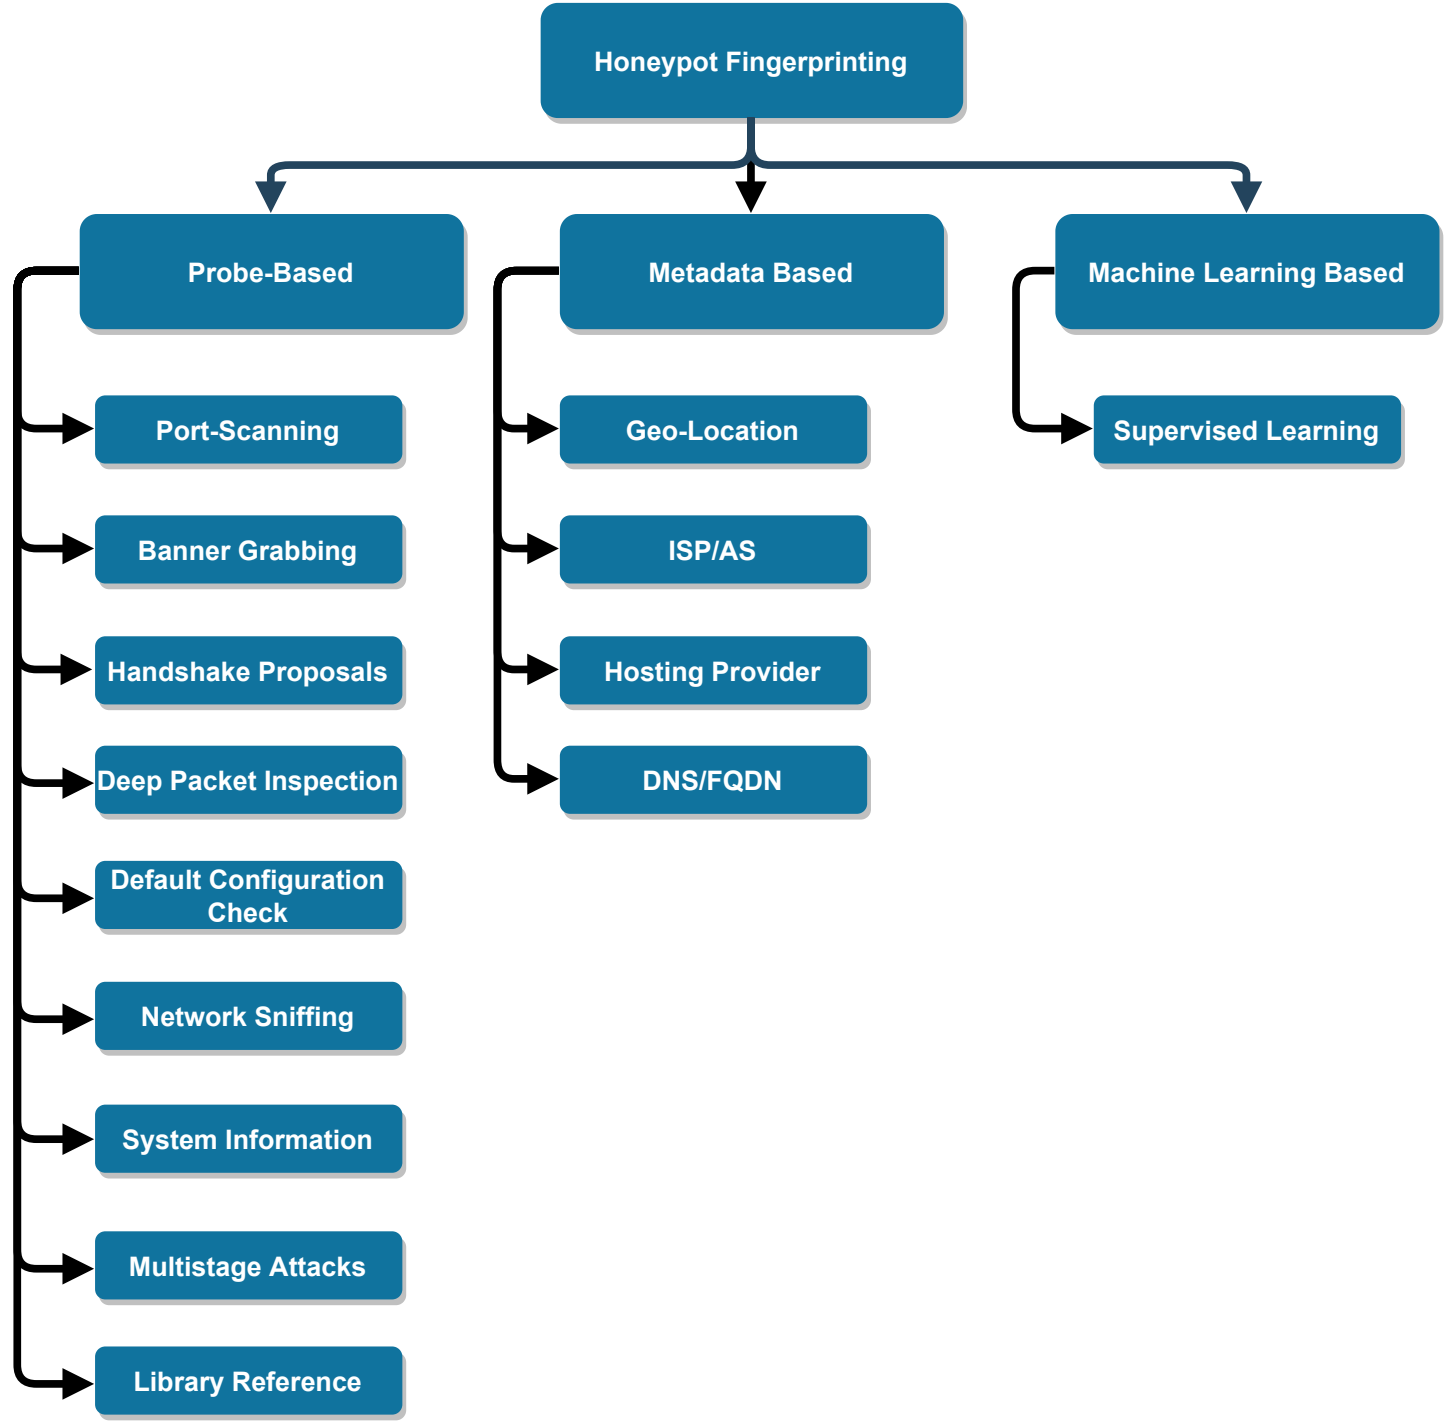 Honeypot Fingerprinting
Probe-Based
Metadata Based
Machine Learning Based
Port-Scanning
Geo-Location
Supervised Learning
Banner Grabbing
ISP/AS
Handshake Proposals
Hosting Provider
Deep Packet Inspection
DNS/FQDN
Default Configuration
Check
Network Sniffing
System Information
Multistage Attacks
Library Reference